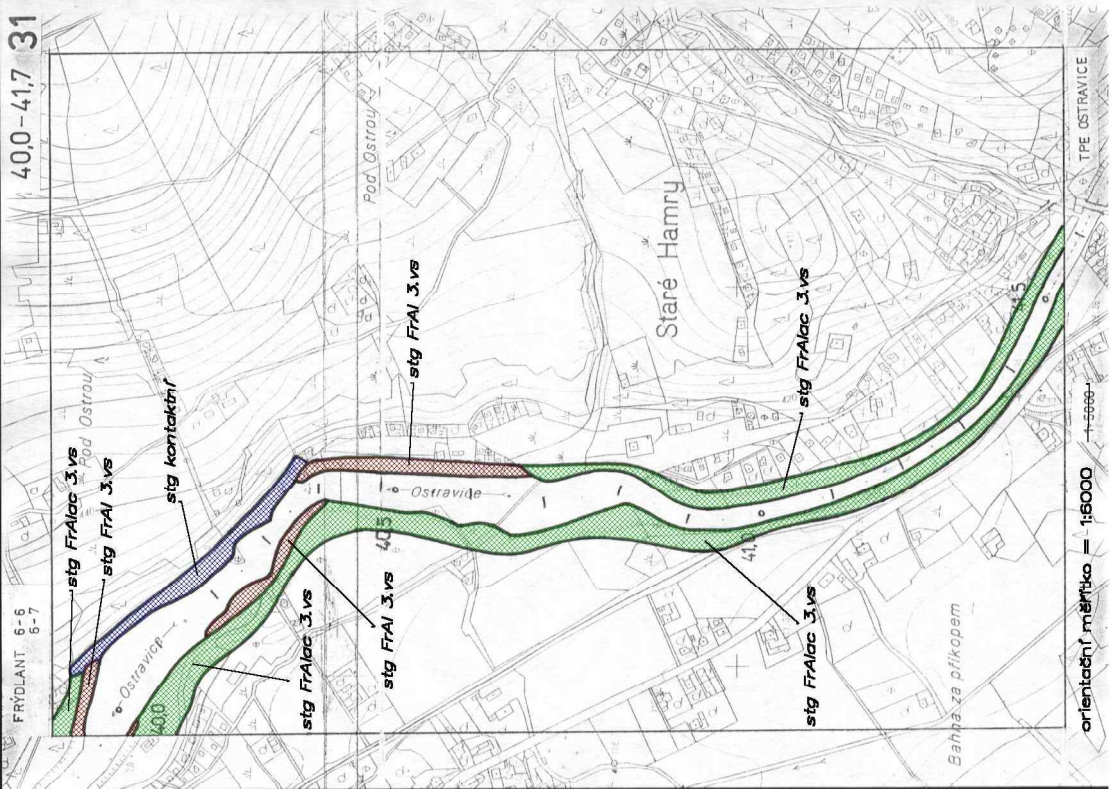 40,0-41,7 31
FRÝDLANT 6-6
6-7
Pod Ostrou
Pod Ostrou
stg FrAlac 3.vs
stg FrAl 3.vs
stg kontaktní
stg FrAl 3.vs
Staré Hamry
stg FrAlac 3.vs
Ostravice
Ostravice
40,0
40,5
41,0
41,5
stg FrAlac 3.vs
stg FrAl 3.vs
stg FrAlac 3.vs
Bahna za příkopem
TPE OSTRAVICE
orientační měřítko = 1:6000
1:5000